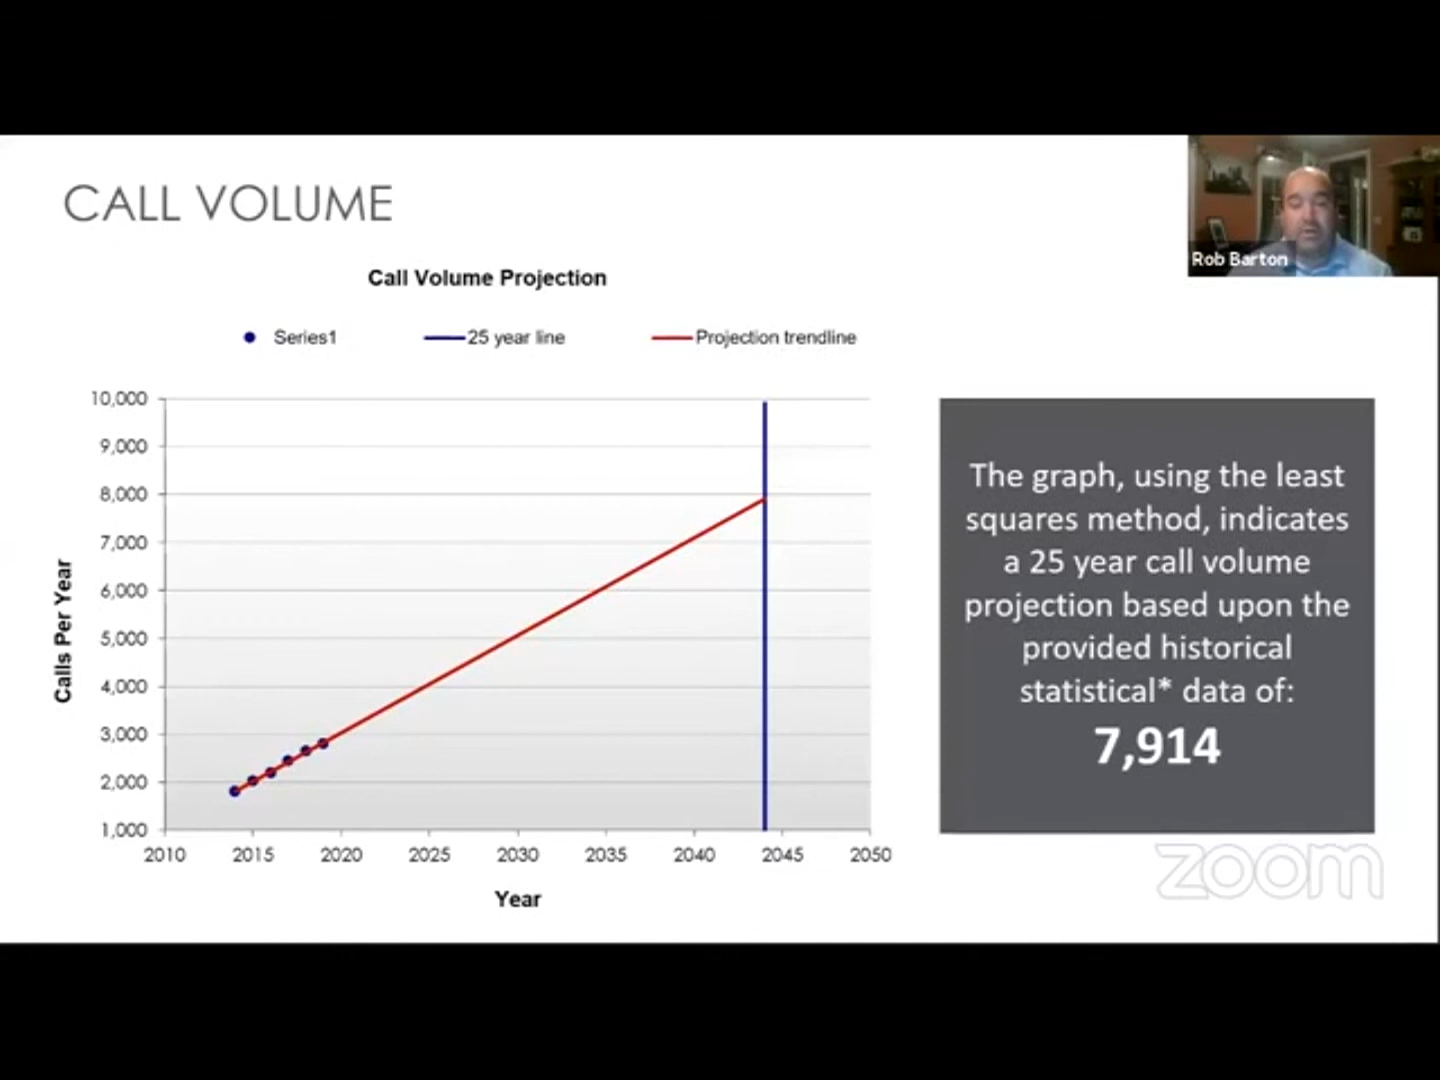 CALL VOLUME
Rob Barton
Call Volume Projection
Series1
25 year line
Projection trendline
10,000
9,000
8,000
7,000
6,000
5,000
4,000
3,000
2,000
1,000
Calls Per Year
2010 2015 2020 2025 2030 2035 2040 2045 2050
Year
The graph, using the least
squares method, indicates
a 25 year call volume
projection based upon the
provided historical
statistical* data of:
7,914
zoom